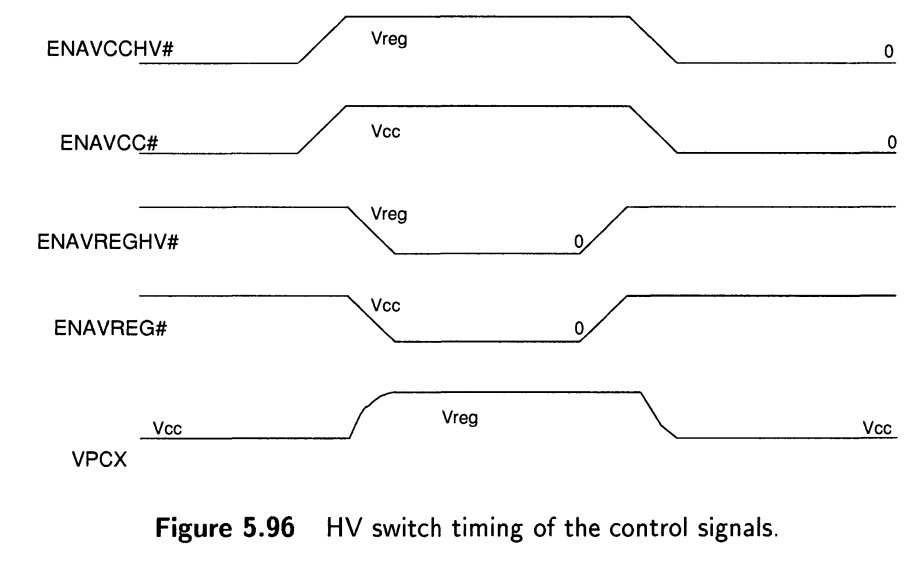 ENAVCCHV#
Vreg
0
ENAVCC#
Vcc
0
ENAVREGHV#
Vreg
0
ENAVREG#
Vcc
0
Vcc
Vreg
Vcc
VPCX
Figure 5.96 HV switch timing of the control signals.